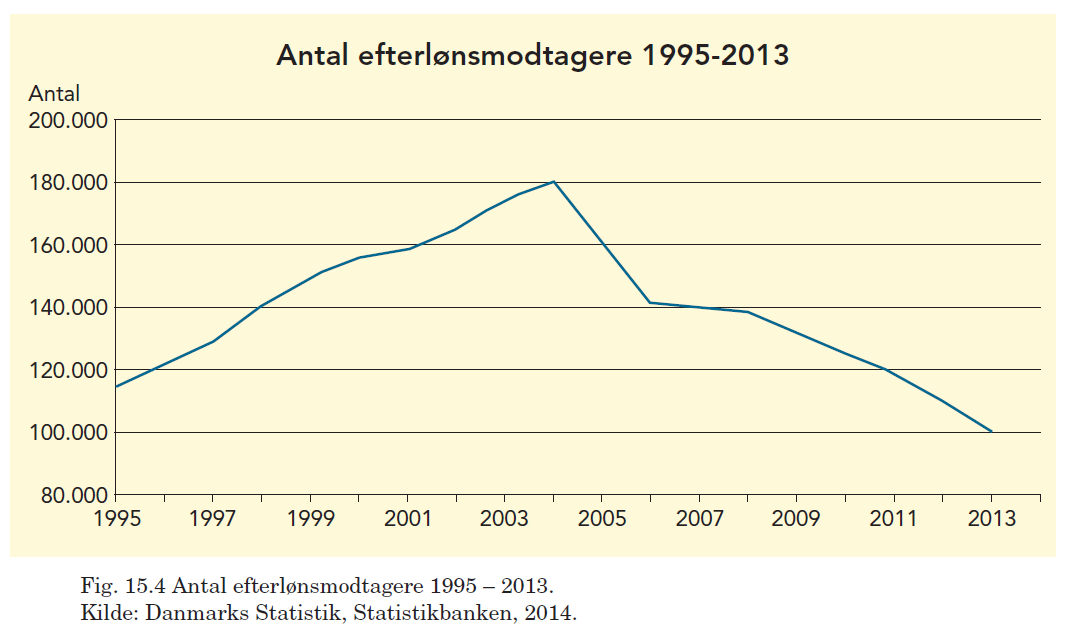 Antal efterlønsmodtagere 1995-2013
Antal
200.000
180.000
160.000
140.000
120.000
100.000
80.000
1995 1997 1999 2001 2003 2005 2007 2009 2011 2013
Fig. 15.4 Antal efterlønsmodtagere 1995 – 2013.
Kilde: Danmarks Statistik, Statistikbanken, 2014.